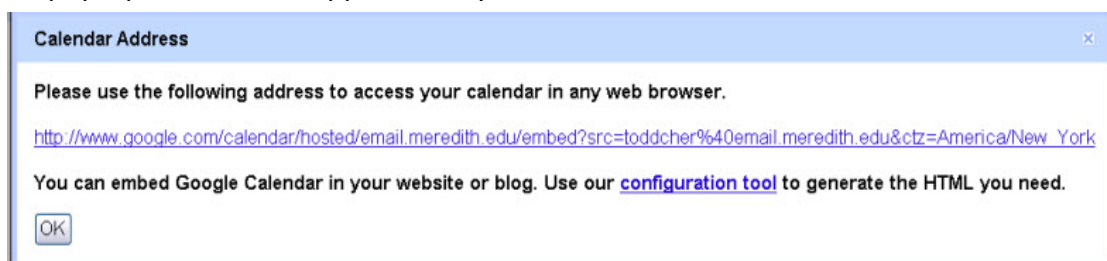 Calendar Address
Please use the following address to access your calendar in any web browser.
http://www.google.com/calendar/hosted/email.meredith.edu/embed?src=toddcher%40email.meredith.edu&ctz=America/New_York
You can embed Google Calendar in your website or blog. Use our configuration tool to generate the HTML you need.
OK